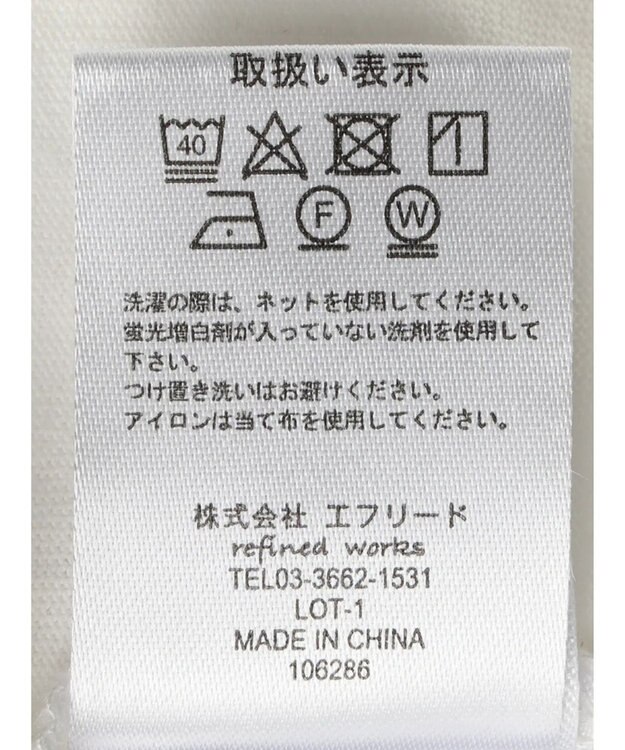 取扱い表示
40
F W
洗濯の際は、ネットを使用してください。
蛍光増白剤が入っていない洗剤を使用して
下さい。
つけ置き洗いはお避けください。
アイロンは当て布を使用してください。
株式会社 エフリード
refined works
TEL03-3662-1531
LOT-1
MADE IN CHINA
106286